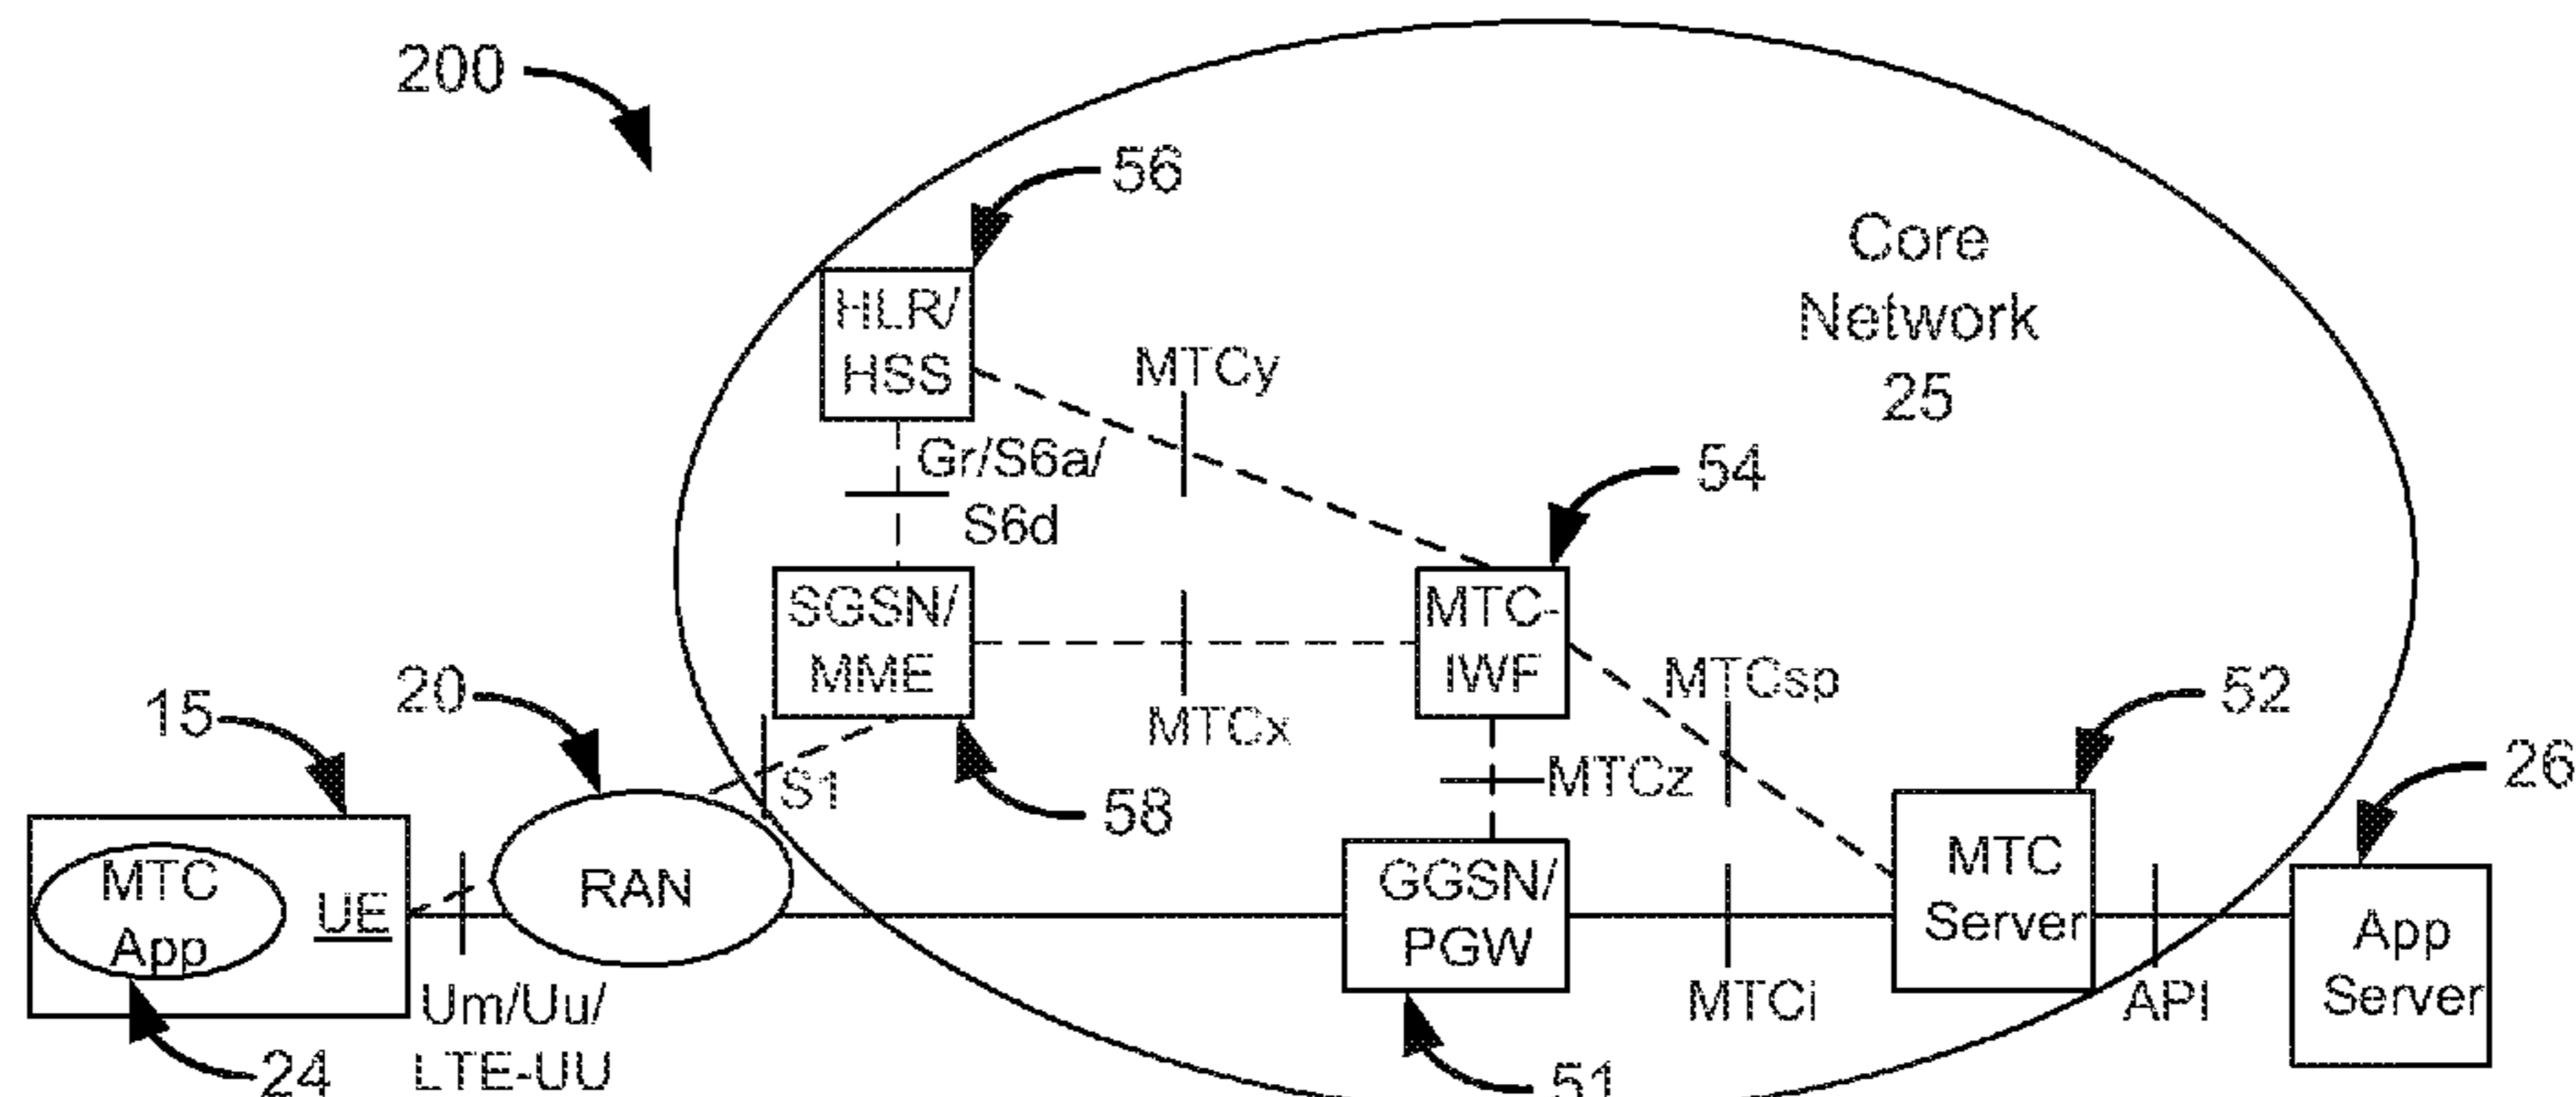 200
56
Core
Network
25
HLR/
HSS
MTCy
Gr/S6a/
S6d
54
SGSN/
MME
MTC-
IWF
MTCx
MTCsp
52
20
15
S1
58
MTCz
26
MTC
App
UE
RAN
GGSN/
PGW
MTC
Server
App
Server
MTCi
API
Um/Uu/
LTE-UU
24
51